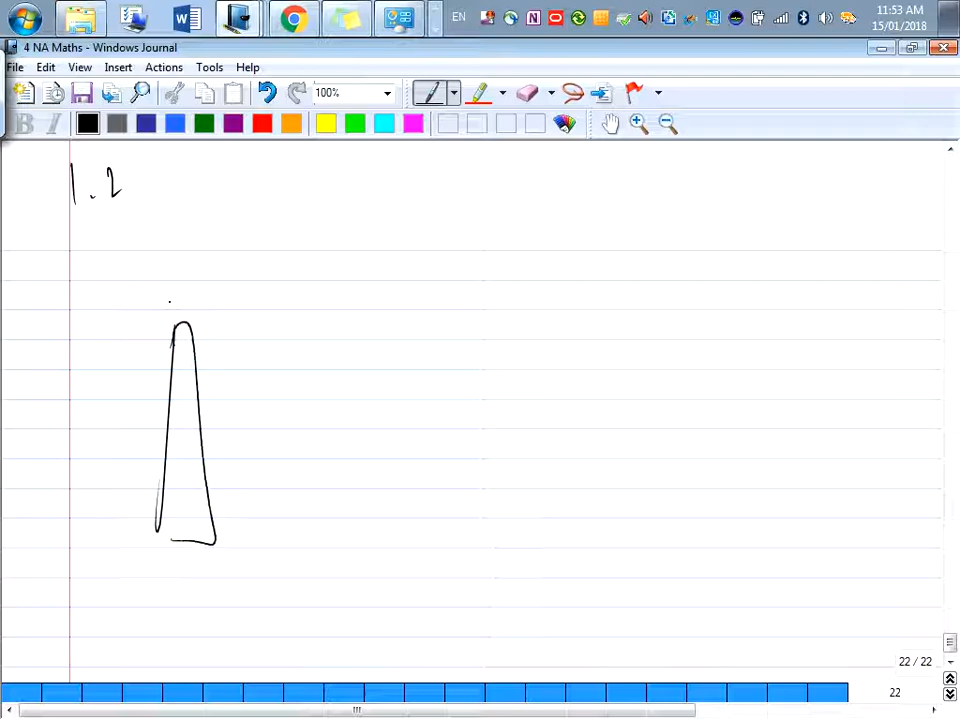 EN
11:53 AM
15/01/2018
4 NA Maths - Windows Journal
File Edit View Insert Actions Tools Help
100%
B I
1.2
22 / 22
22